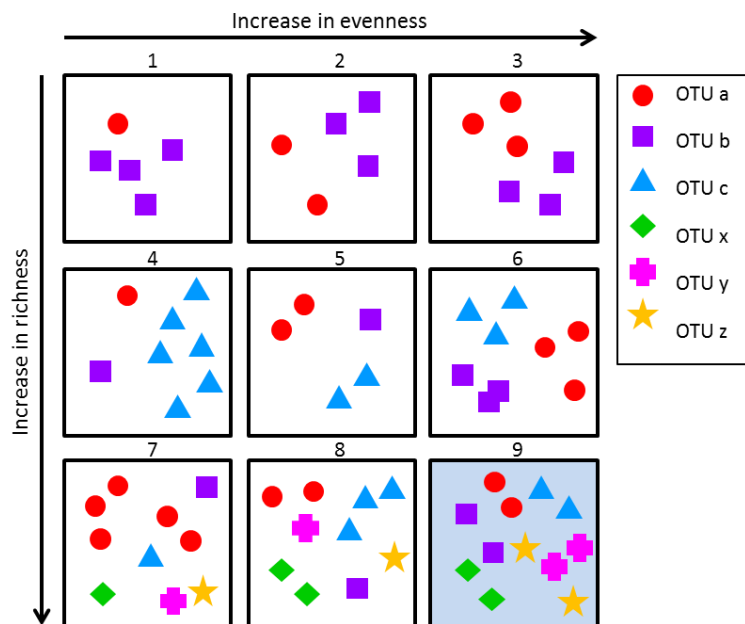 Increase in evenness
1 2 3
OTU a
OTU b
OTU c
OTU x
OTU y
OTU z
Increase in richness
4 5 6
7 8 9